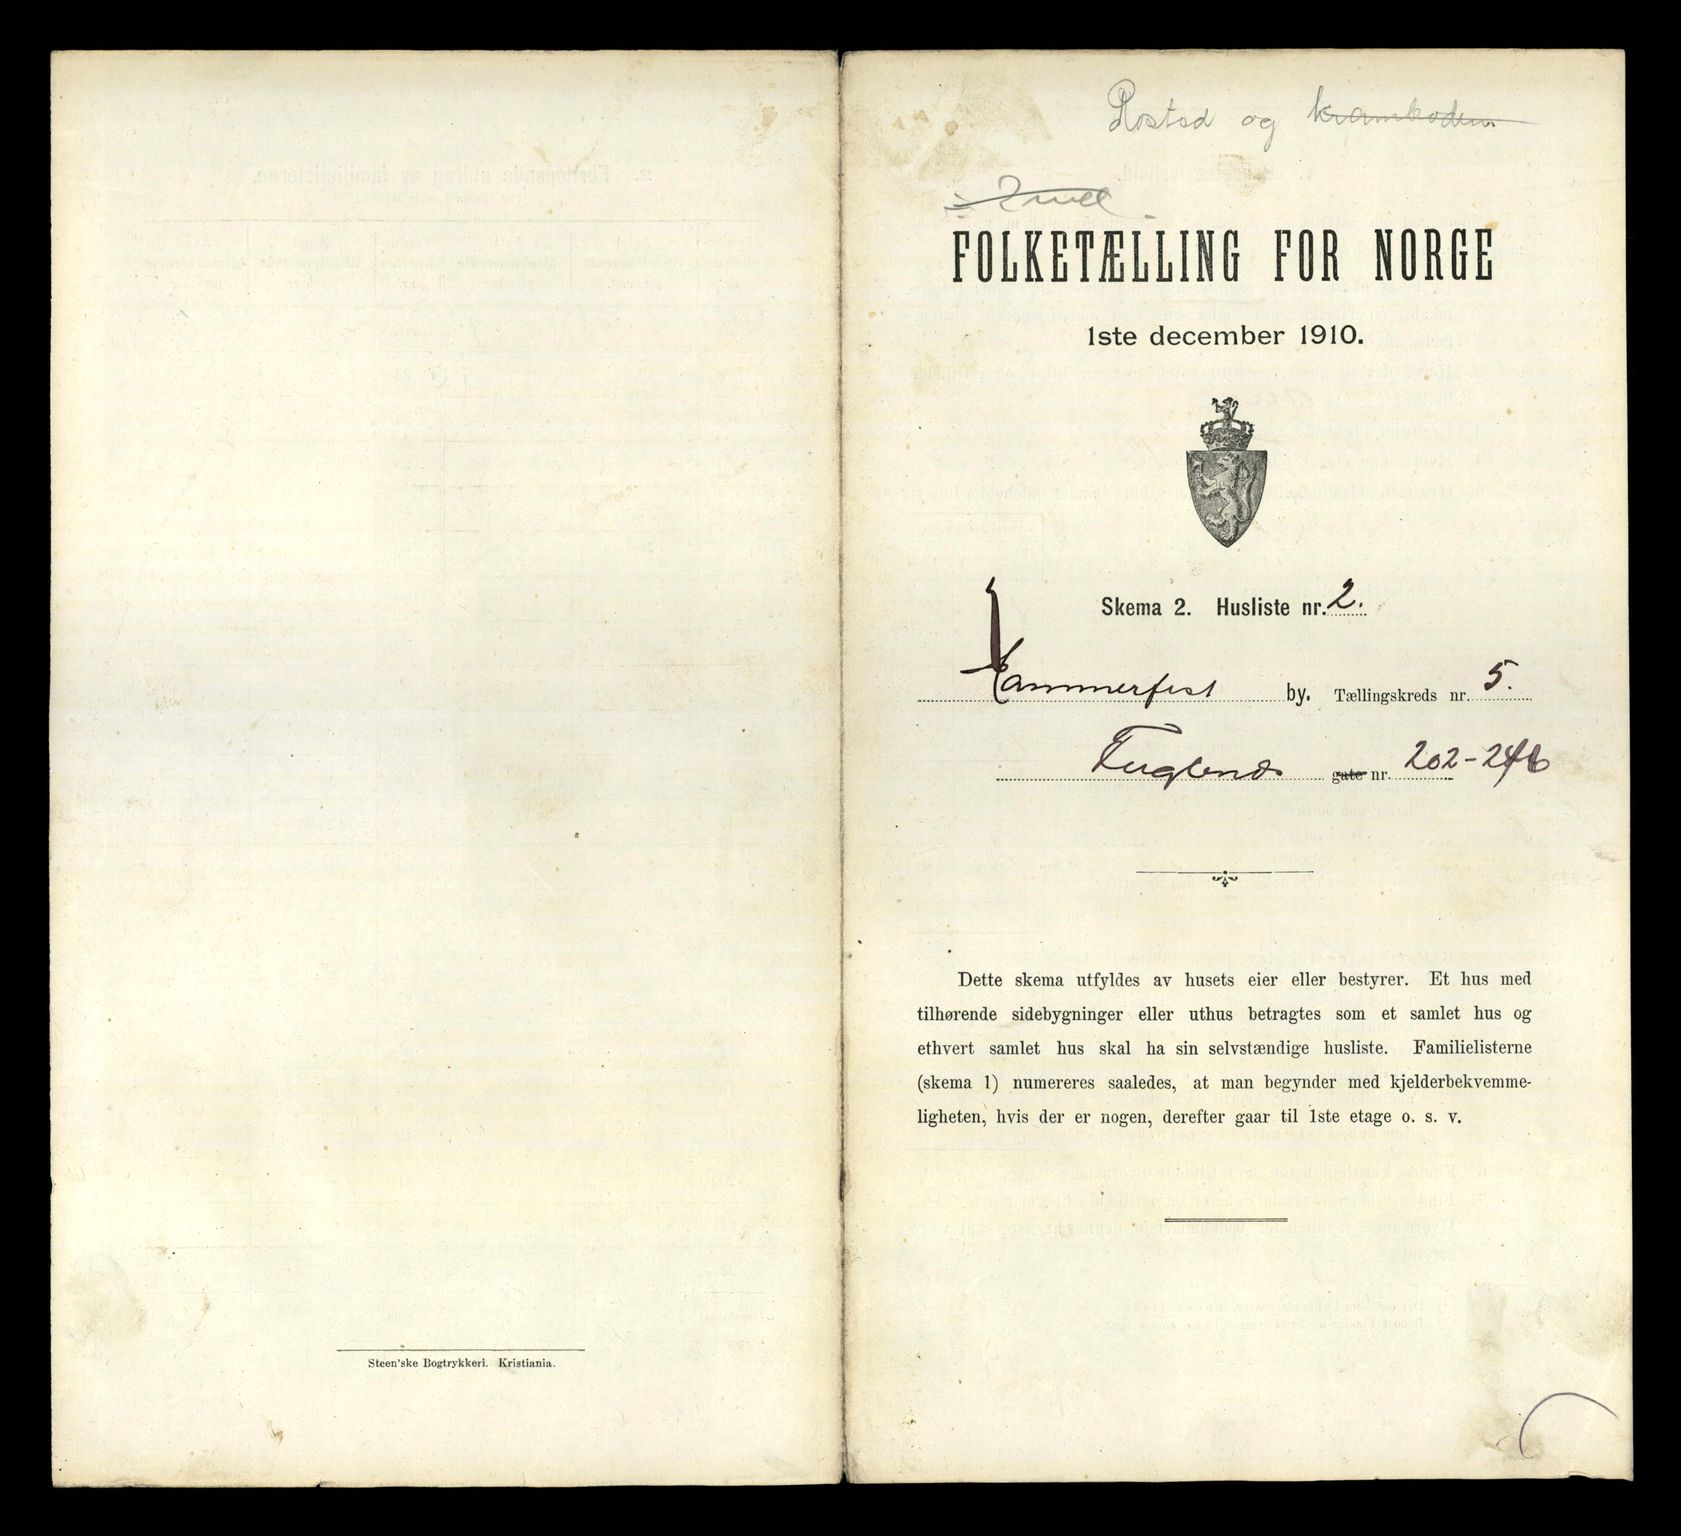 Rostad og kramboden
FOLKETÆLLING FOR NORGE
1ste december 1910.
Skema 2. Husliste nr. 2.
Hammerfest by. Tællingskreds nr. 5.
Fuglenæs gate nr. 202-246
Dette skema utfyldes av husets eier eller bestyrer. Et hus med
tilhørende sidebygninger eller uthus betragtes som et samlet hus og
ethvert samlet hus skal ha sin selvstændige husliste. Familielisterne
(skema 1) numereres saaledes, at man begynder med kjelderbekvemme-
ligheten, hvis der er nogen, derefter gaar til 1ste etage o. s. v.
Steen'ske Bogtrykkeri. Kristiania.